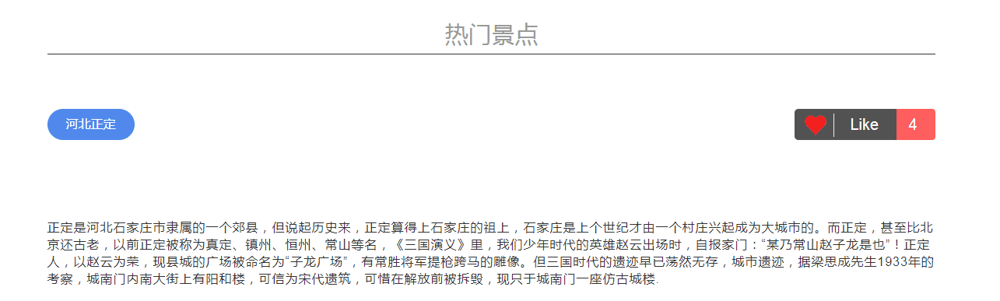 热门景点
河北正定
Like 4
正定是河北石家庄市隶属的一个郊县，但说起历史来，正定算得上石家庄的祖上，石家庄是上个世纪才由一个村庄兴起成为大城市的。而正定，甚至比北
京还古老，以前正定被称为真定、镇州、恒州、常山等名，《三国演义》里，我们少年时代的英雄赵云出场时，自报家门：“某乃常山赵子龙是也”！正定
人，以赵云为荣，现县城的广场被命名为“子龙广场”，有常胜将军提枪跨马的雕像。但三国时代的遗迹早已荡然无存，城市遗迹，据梁思成先生1933年的
考察，城南门内南大街上有阳和楼，可信为宋代遗筑，可惜在解放前被拆毁，现只于城南门一座仿古城楼.